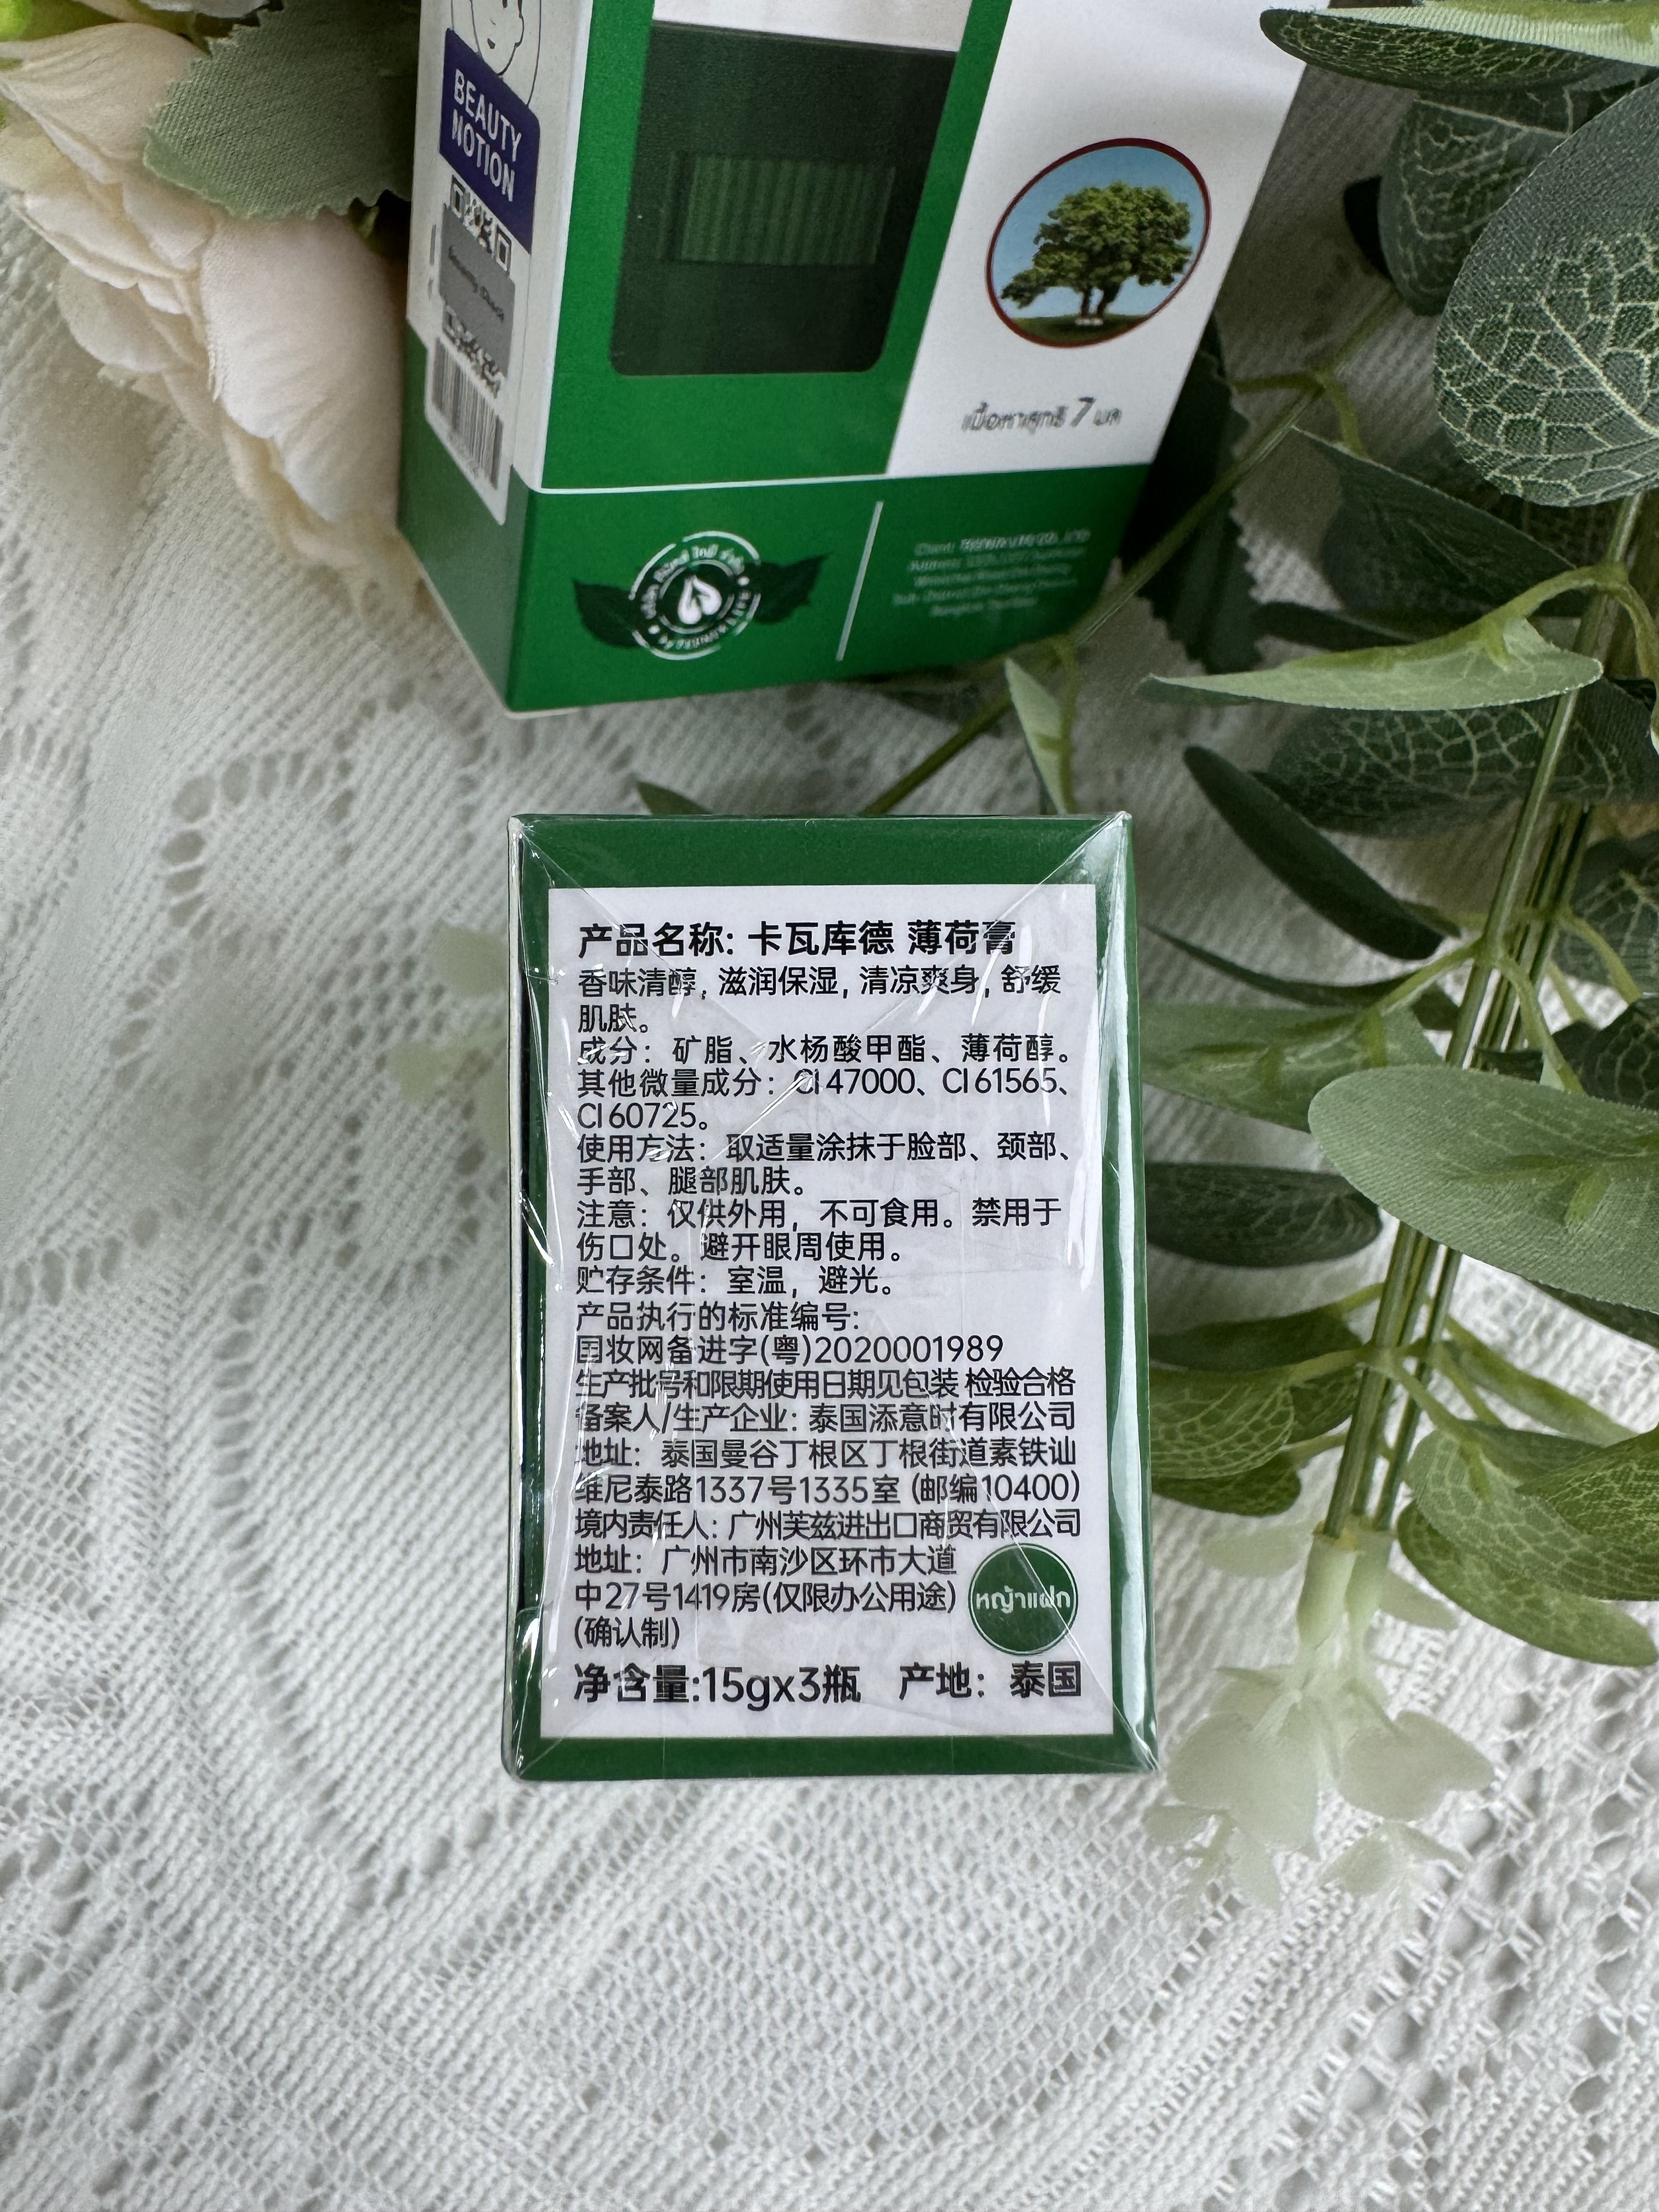 BEAUTY
NOTION
เนื้อหาสุทธิ 7 มล
产品名称: 卡瓦库德 薄荷膏
香味清醇, 滋润保湿, 清凉爽身, 舒缓
肌肤。
成分：矿脂、水杨酸甲酯、薄荷醇。
其他微量成分：CI 47000、CI 61565、
CI 60725。
使用方法：取适量涂抹于脸部、颈部、
手部、腿部肌肤。
注意：仅供外用，不可食用。禁用于
伤口处。避开眼周使用。
贮存条件：室温，避光。
产品执行的标准编号:
国妆网备进字(粤)2020001989
生产批号和限期使用日期见包装 检验合格
备案人/生产企业: 泰国添意时有限公司
地址：泰国曼谷丁根区丁根街道素铁讪
维尼泰路1337号1335室 (邮编10400)
境内责任人: 广州芙兹进出口商贸有限公司
地址：广州市南沙区环市大道
中27号1419房(仅限办公用途)
(确认制)
หญ้าแฝก
净含量:15gx3瓶 产地：泰国